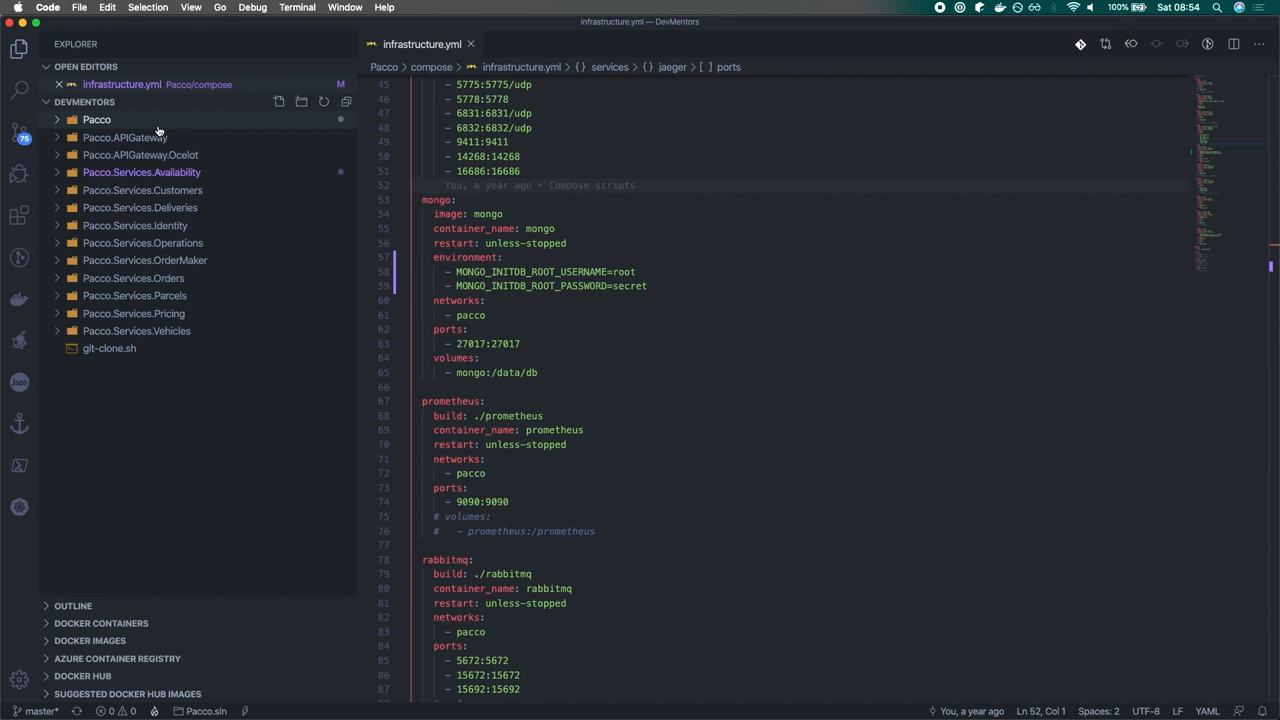 Code File Edit Selection View Go Debug Terminal Window Help 100% Sat 08:54
infrastructure.yml — DevMentors
EXPLORER
OPEN EDITORS
infrastructure.yml Pacco/compose M
DEVMENTORS
Pacco
Pacco.APIGateway
Pacco.APIGateway.Ocelot
Pacco.Services.Availability
Pacco.Services.Customers
Pacco.Services.Deliveries
Pacco.Services.Identity
Pacco.Services.Operations
Pacco.Services.OrderMaker
Pacco.Services.Orders
Pacco.Services.Parcels
Pacco.Services.Pricing
Pacco.Services.Vehicles
git-clone.sh
OUTLINE
DOCKER CONTAINERS
DOCKER IMAGES
AZURE CONTAINER REGISTRY
DOCKER HUB
SUGGESTED DOCKER HUB IMAGES
75
Json
infrastructure.yml
Pacco > compose > infrastructure.yml > {} services > {} jaeger > [ ] ports
45 - 5775:5775/udp
46 - 5778:5778
47 - 6831:6831/udp
48 - 6832:6832/udp
49 - 9411:9411
50 - 14268:14268
51 - 16686:16686
52 You, a year ago • Compose scripts
53 mongo:
54 image: mongo
55 container_name: mongo
56 restart: unless-stopped
57 environment:
58 - MONGO_INITDB_ROOT_USERNAME=root
59 - MONGO_INITDB_ROOT_PASSWORD=secret
60 networks:
61 - pacco
62 ports:
63 - 27017:27017
64 volumes:
65 - mongo:/data/db
66
67 prometheus:
68 build: ./prometheus
69 container_name: prometheus
70 restart: unless-stopped
71 networks:
72 - pacco
73 ports:
74 - 9090:9090
75 # volumes:
76 # - prometheus:/prometheus
77
78 rabbitmq:
79 build: ./rabbitmq
80 container_name: rabbitmq
81 restart: unless-stopped
82 networks:
83 - pacco
84 ports:
85 - 5672:5672
86 - 15672:15672
87 - 15692:15692
master* 0 0 Pacco.sln You, a year ago Ln 52, Col 1 Spaces: 2 UTF-8 LF YAML